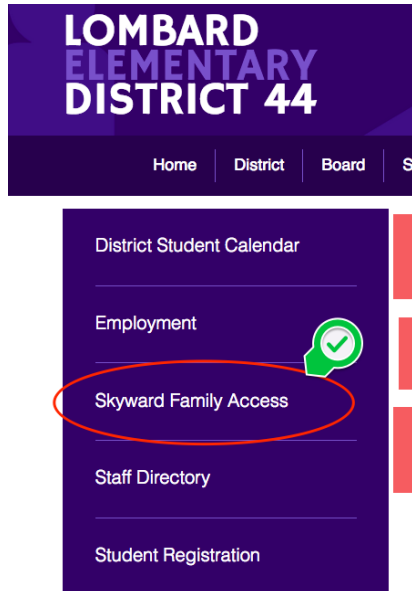 LOMBARD
ELEMENTARY
DISTRICT 44
Home District Board S
District Student Calendar
Employment
Skyward Family Access
Staff Directory
Student Registration